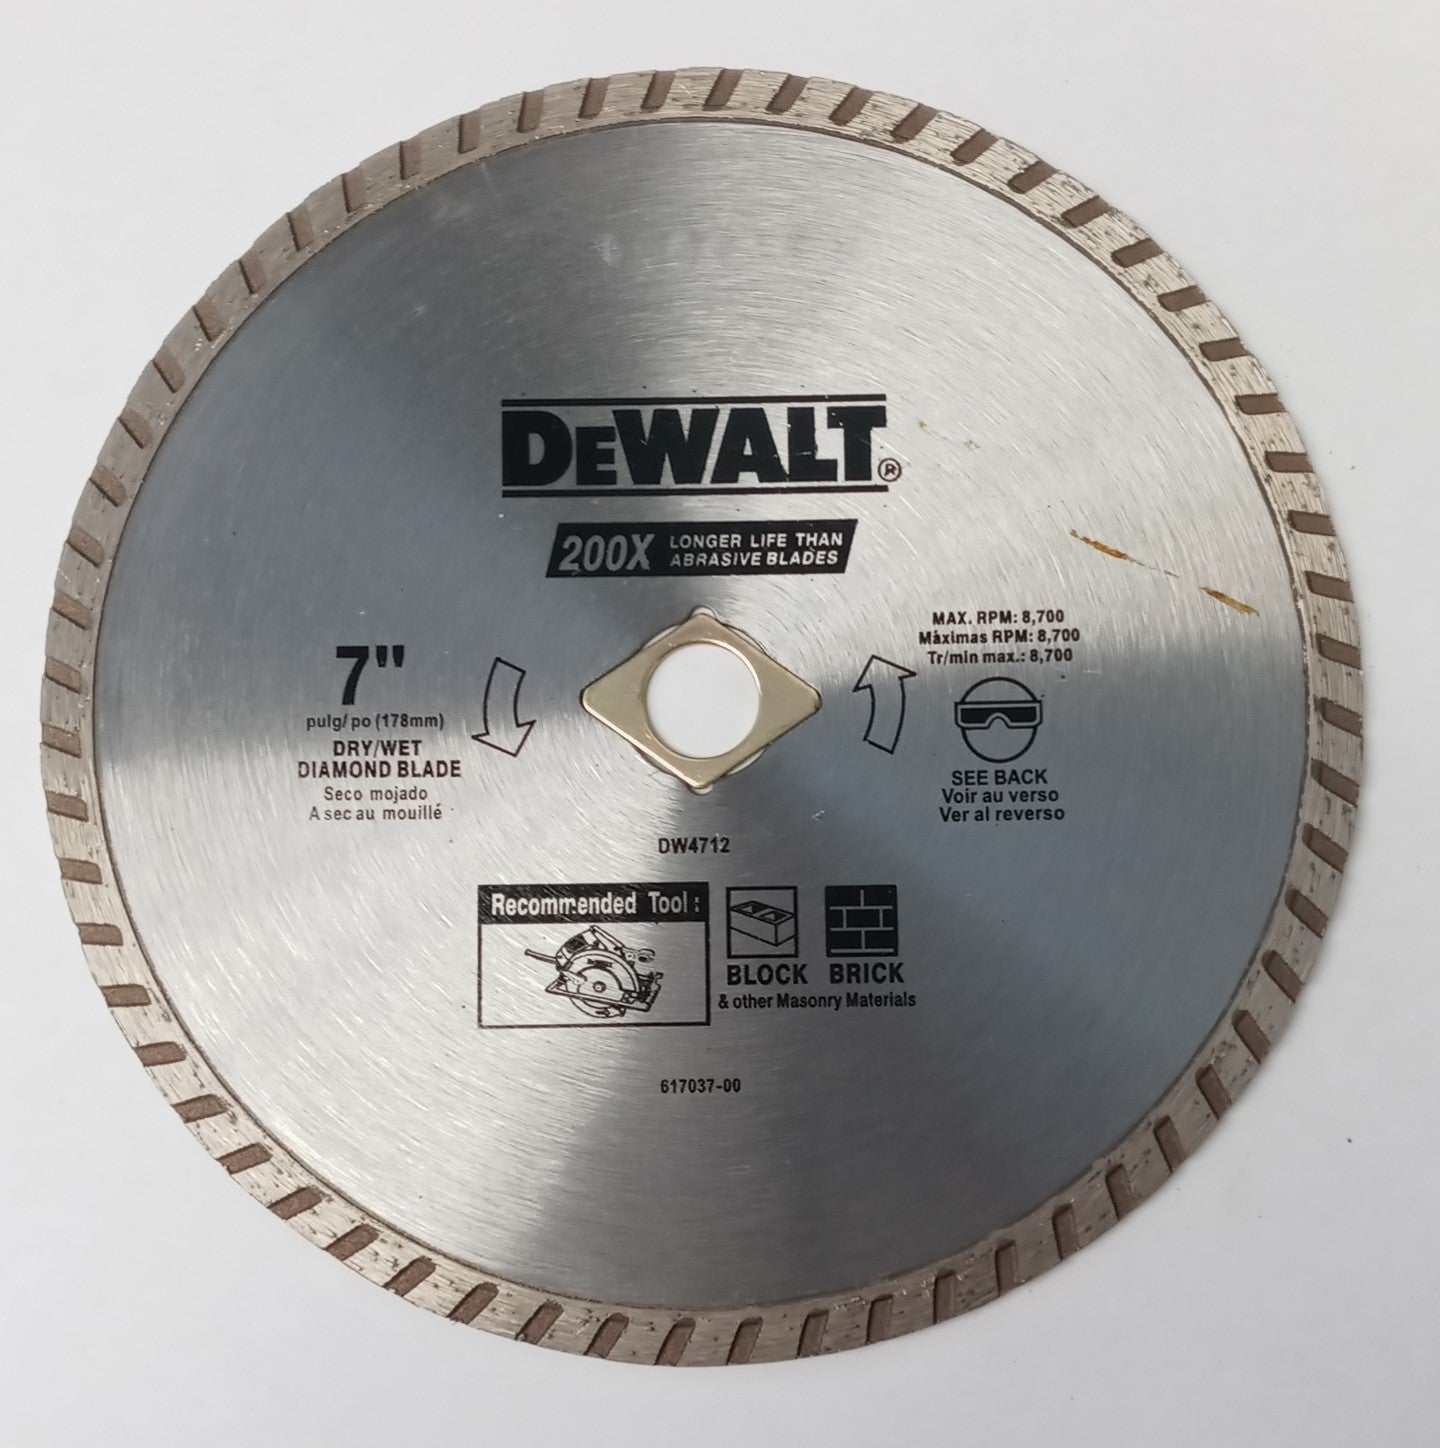 DEWALT®
200X LONGER LIFE THAN
ABRASIVE BLADES
7"
pulg/ po (178mm)
DRY/WET
DIAMOND BLADE
Seco mojado
A sec au mouillé
MAX. RPM: 8,700
Máximas RPM: 8,700
Tr/min max.: 8,700
SEE BACK
Voir au verso
Ver al reverso
DW4712
Recommended Tool :
BLOCK BRICK
& other Masonry Materials
617037-00